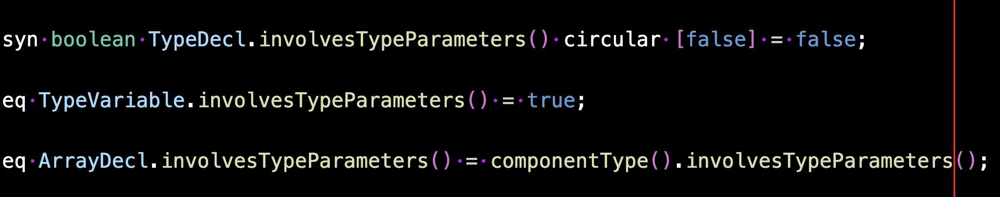 syn boolean TypeDecl.involvesTypeParameters() circular [false] = false;
eq TypeVariable.involvesTypeParameters() = true;
eq ArrayDecl.involvesTypeParameters() = componentType().involvesTypeParameters();